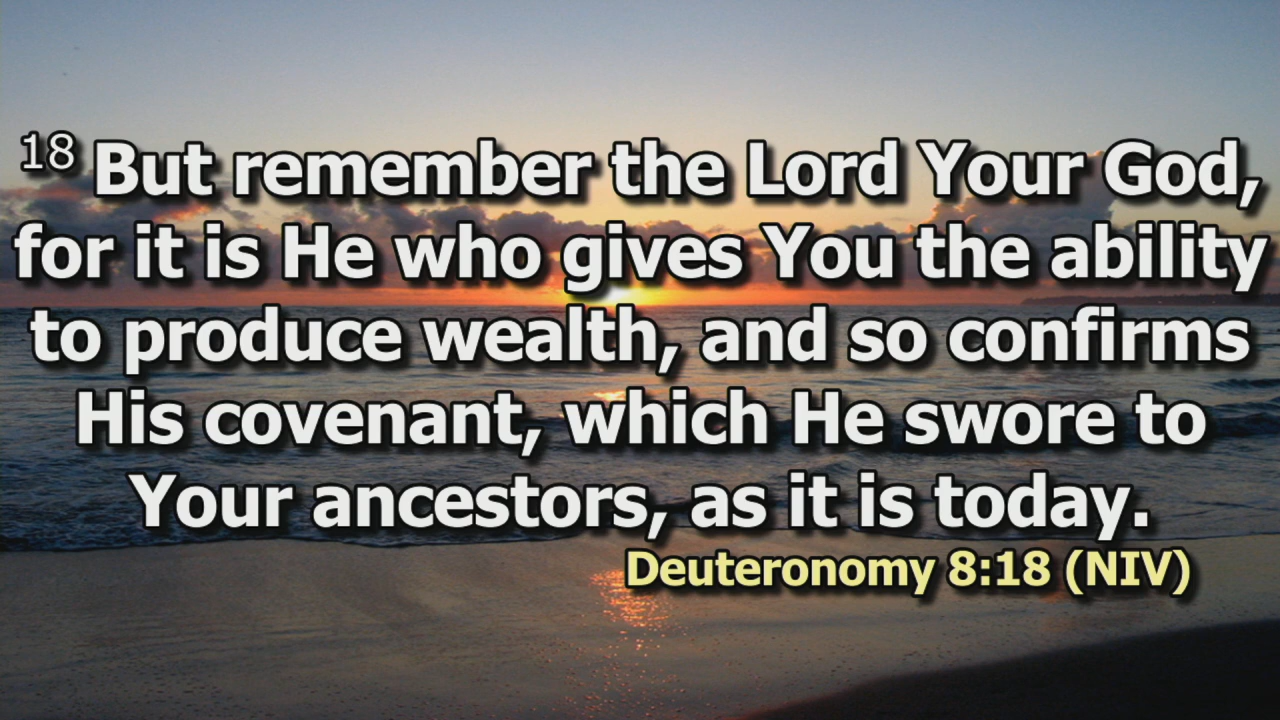 18 But remember the Lord Your God,
for it is He who gives You the ability
to produce wealth, and so confirms
His covenant, which He swore to
Your ancestors, as it is today.
Deuteronomy 8:18 (NIV)